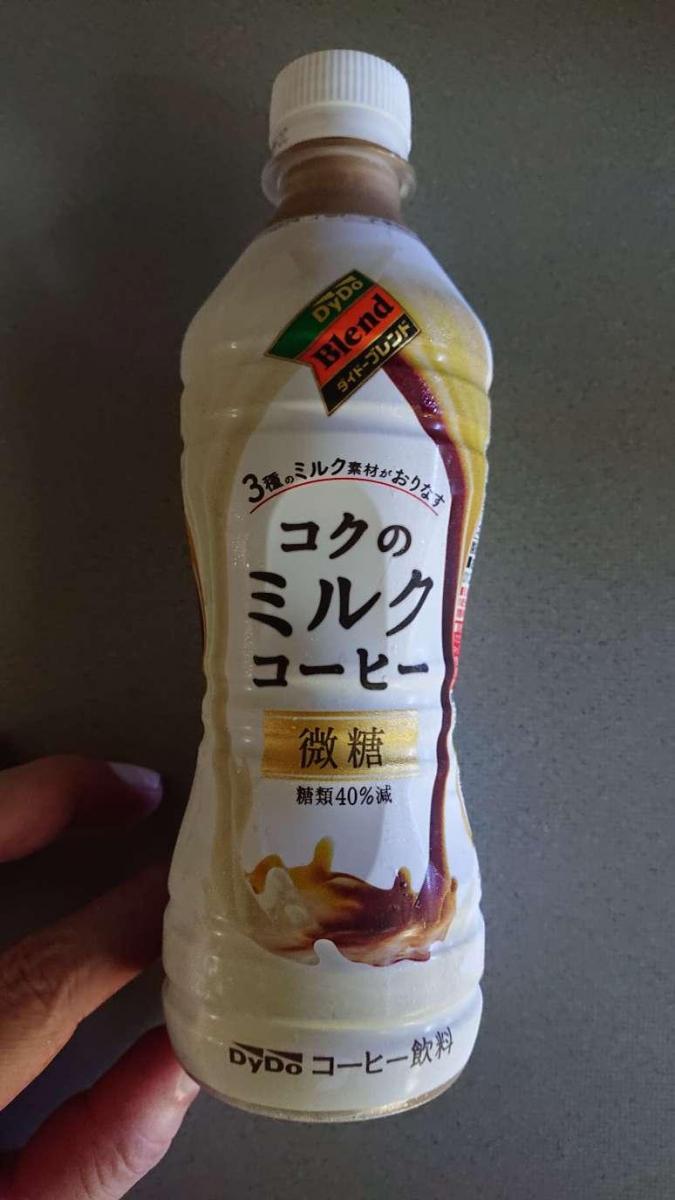 DyDo
Blend
ダイドーブレンド
3種のミルク素材がおりなす
コクの
ミルク
コーヒー
微糖
糖類40%減
DyDo コーヒー飲料